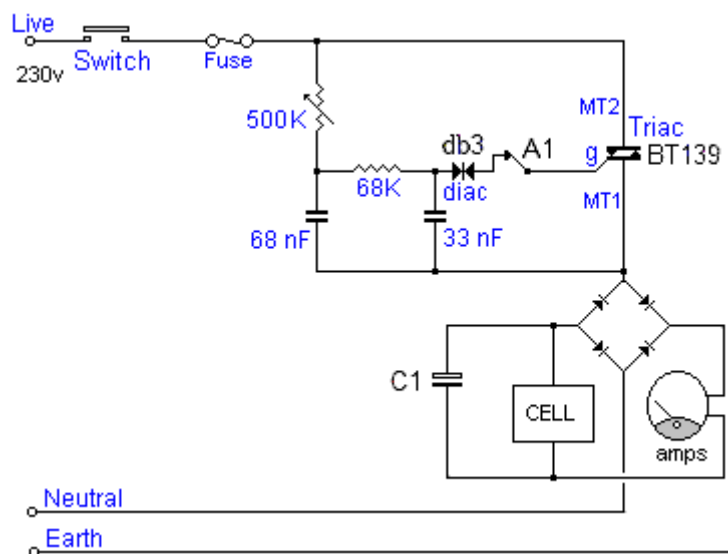 Live
230v
Switch
Fuse
500K
68K
68 nF
33 nF
db3
diac
A1
g
MT2
Triac
BT139
MT1
C1
CELL
amps
Neutral
Earth